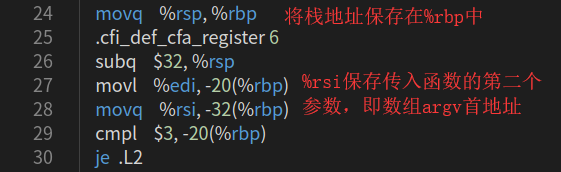 24 movq %rsp, %rbp 将栈地址保存在%rbp中
25 .cfi_def_cfa_register 6
26 subq $32, %rsp
27 movl %edi, -20(%rbp) %rsi保存传入函数的第二个
28 movq %rsi, -32(%rbp) 参数，即数组argv首地址
29 cmpl $3, -20(%rbp)
30 je .L2